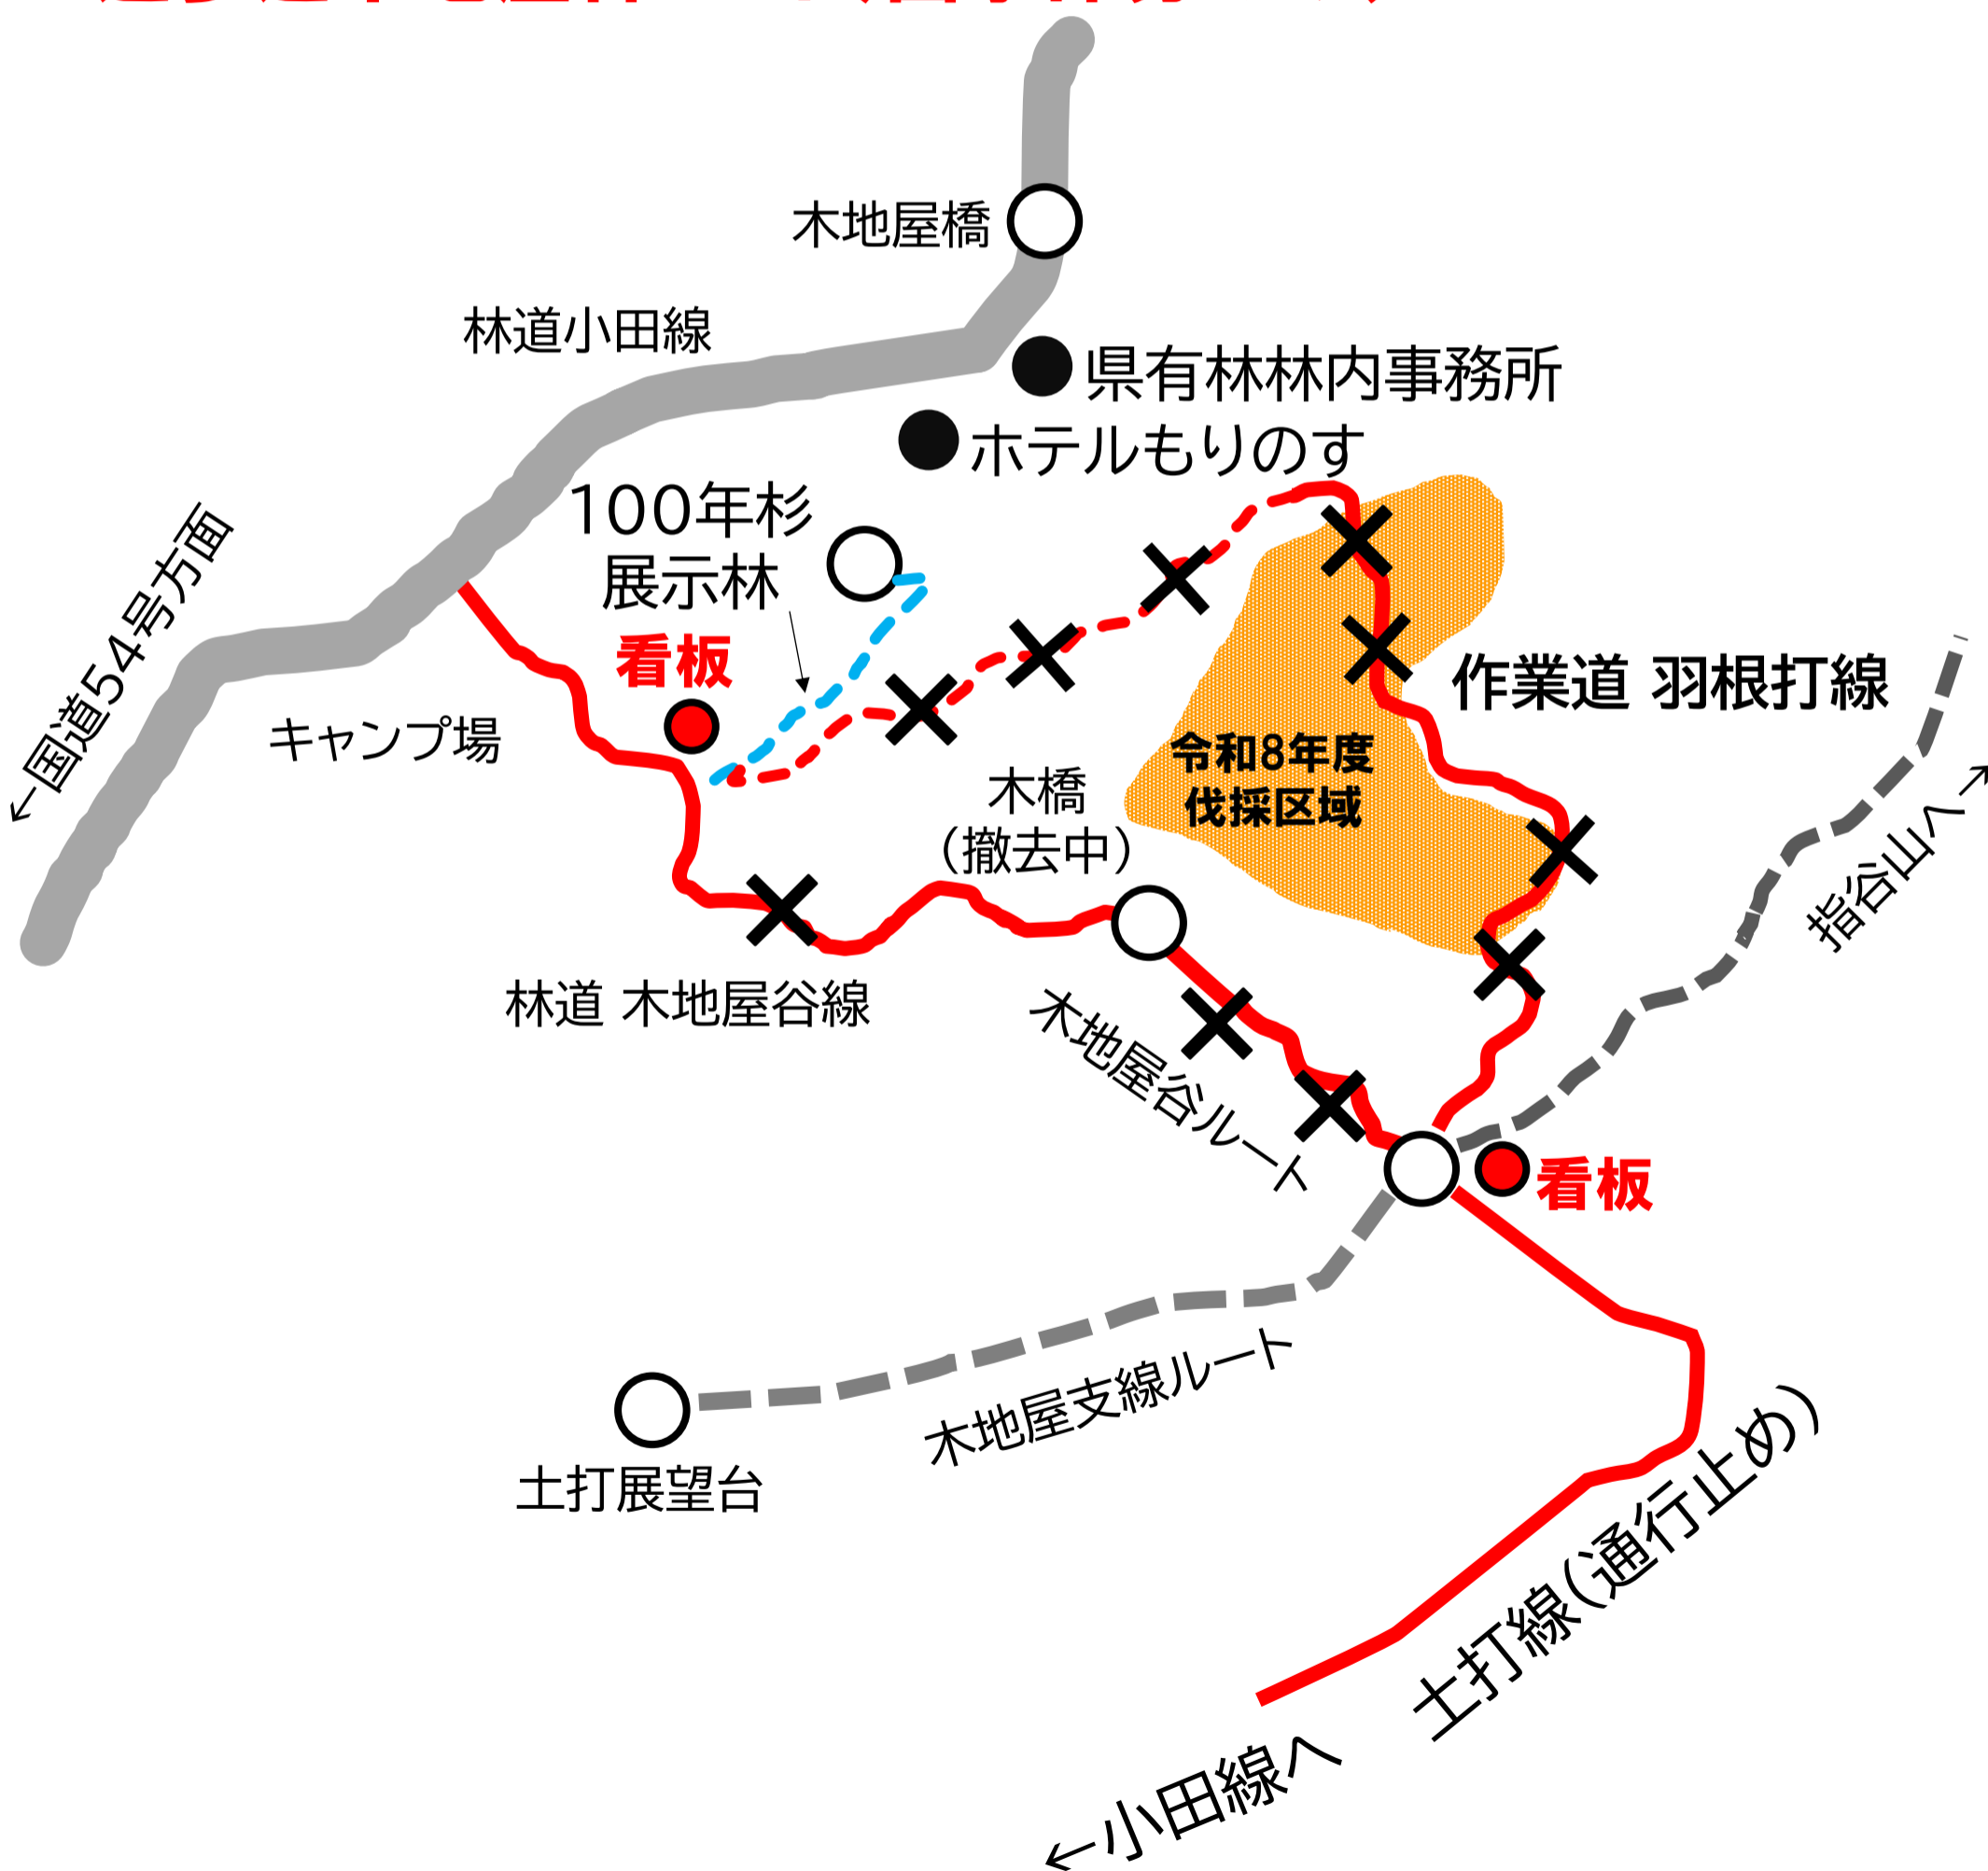 木地屋橋
林道小田線
県有林林内事務所
ホテルもりのす
100年杉
展示林
看板
←国道54号方面
キャンプ場
作業道 羽根打線
令和8年度
伐採区域
木橋
（撤去中）
指谷山へ→
林道 木地屋谷線
木地屋谷ルート
看板
木地屋支線ルート
土打展望台
土打線（通行止め）
←小田線へ